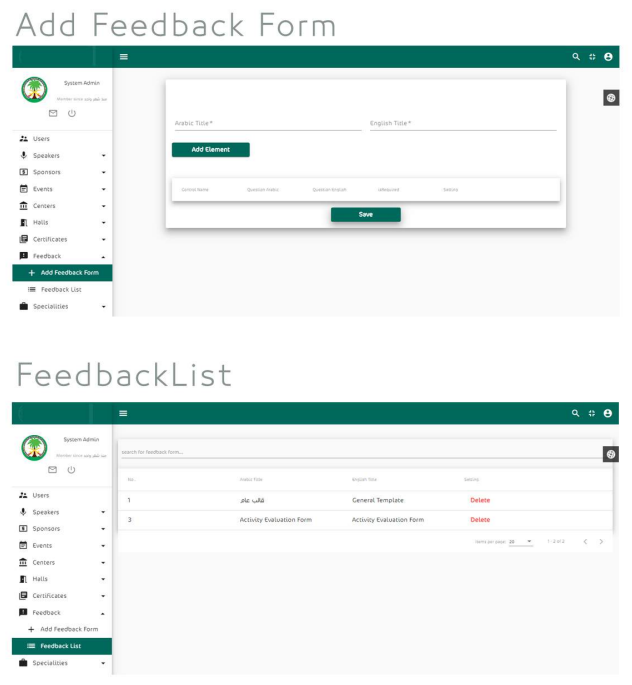 Add Feedback Form
System Admin
Member since
Users
Speakers
Sponsors
Events
Centers
Halls
Certificates
Feedback
Add Feedback Form
Feedback List
Specialities
Arabic Title *
English Title *
Add Element
Control Name
Question Arabic
Question English
isRequired
Setting
Save
FeedbackList
System Admin
Member since
Users
Speakers
Sponsors
Events
Centers
Halls
Certificates
Feedback
Add Feedback Form
Feedback List
Specialities
search for feedback form...
No.
Arabic Title
English Title
Setting
1
قالب عام
General Template
Delete
3
Activity Evaluation Form
Activity Evaluation Form
Delete
Items per page: 10
1 - 2 of 2